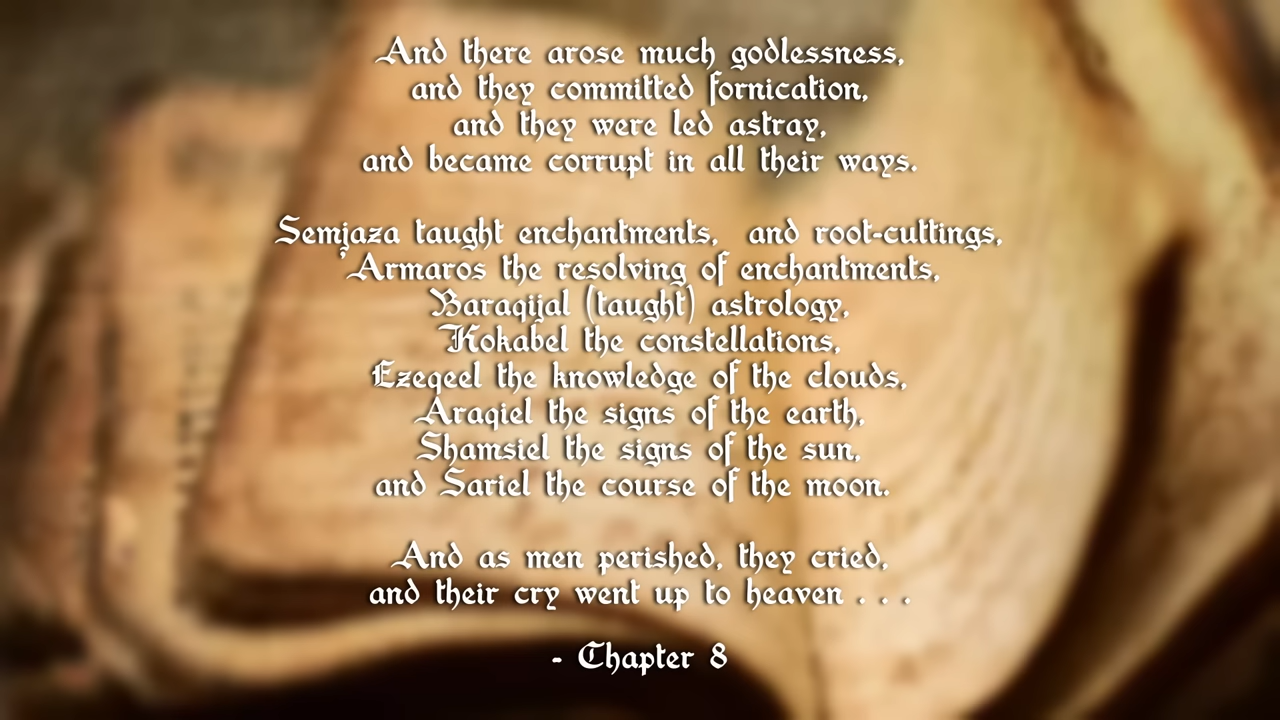 And there arose much godlessness,
and they committed fornication,
and they were led astray,
and became corrupt in all their ways.
Semjaza taught enchantments, and root-cuttings,
'Armaros the resolving of enchantments,
Baraqijal (taught) astrology,
Kokabel the constellations,
Ezeqeel the knowledge of the clouds,
Araqiel the signs of the earth,
Shamsiel the signs of the sun,
and Sariel the course of the moon.
And as men perished, they cried,
and their cry went up to heaven . . .
- Chapter 8